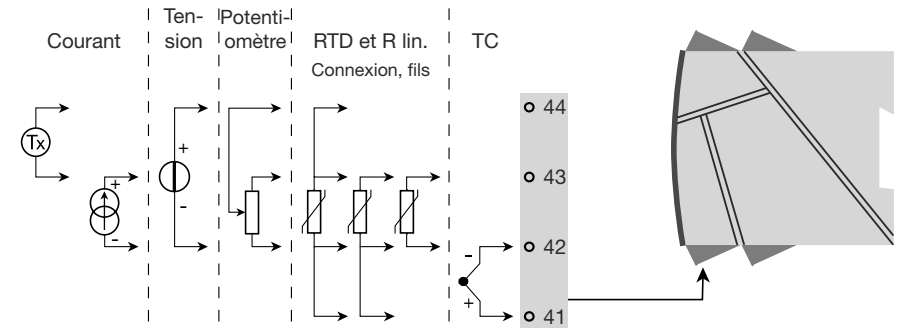 Courant
Ten-
sion
Potenti-
omètre
RTD et R lin.
Connexion, fils
TC
Tx
+
-
+
-
-
+
44
43
42
41